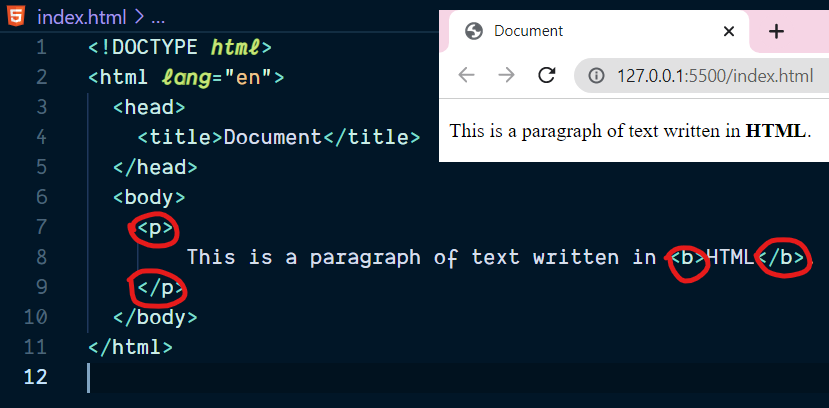 index.html > ...
1 <!DOCTYPE html>
2 <html lang="en">
3 <head>
4 <title>Document</title>
5 </head>
6 <body>
7 <p>
8 This is a paragraph of text written in <b>HTML</b>.
9 </p>
10 </body>
11 </html>
12
Document
127.0.0.1:5500/index.html
This is a paragraph of text written in HTML.